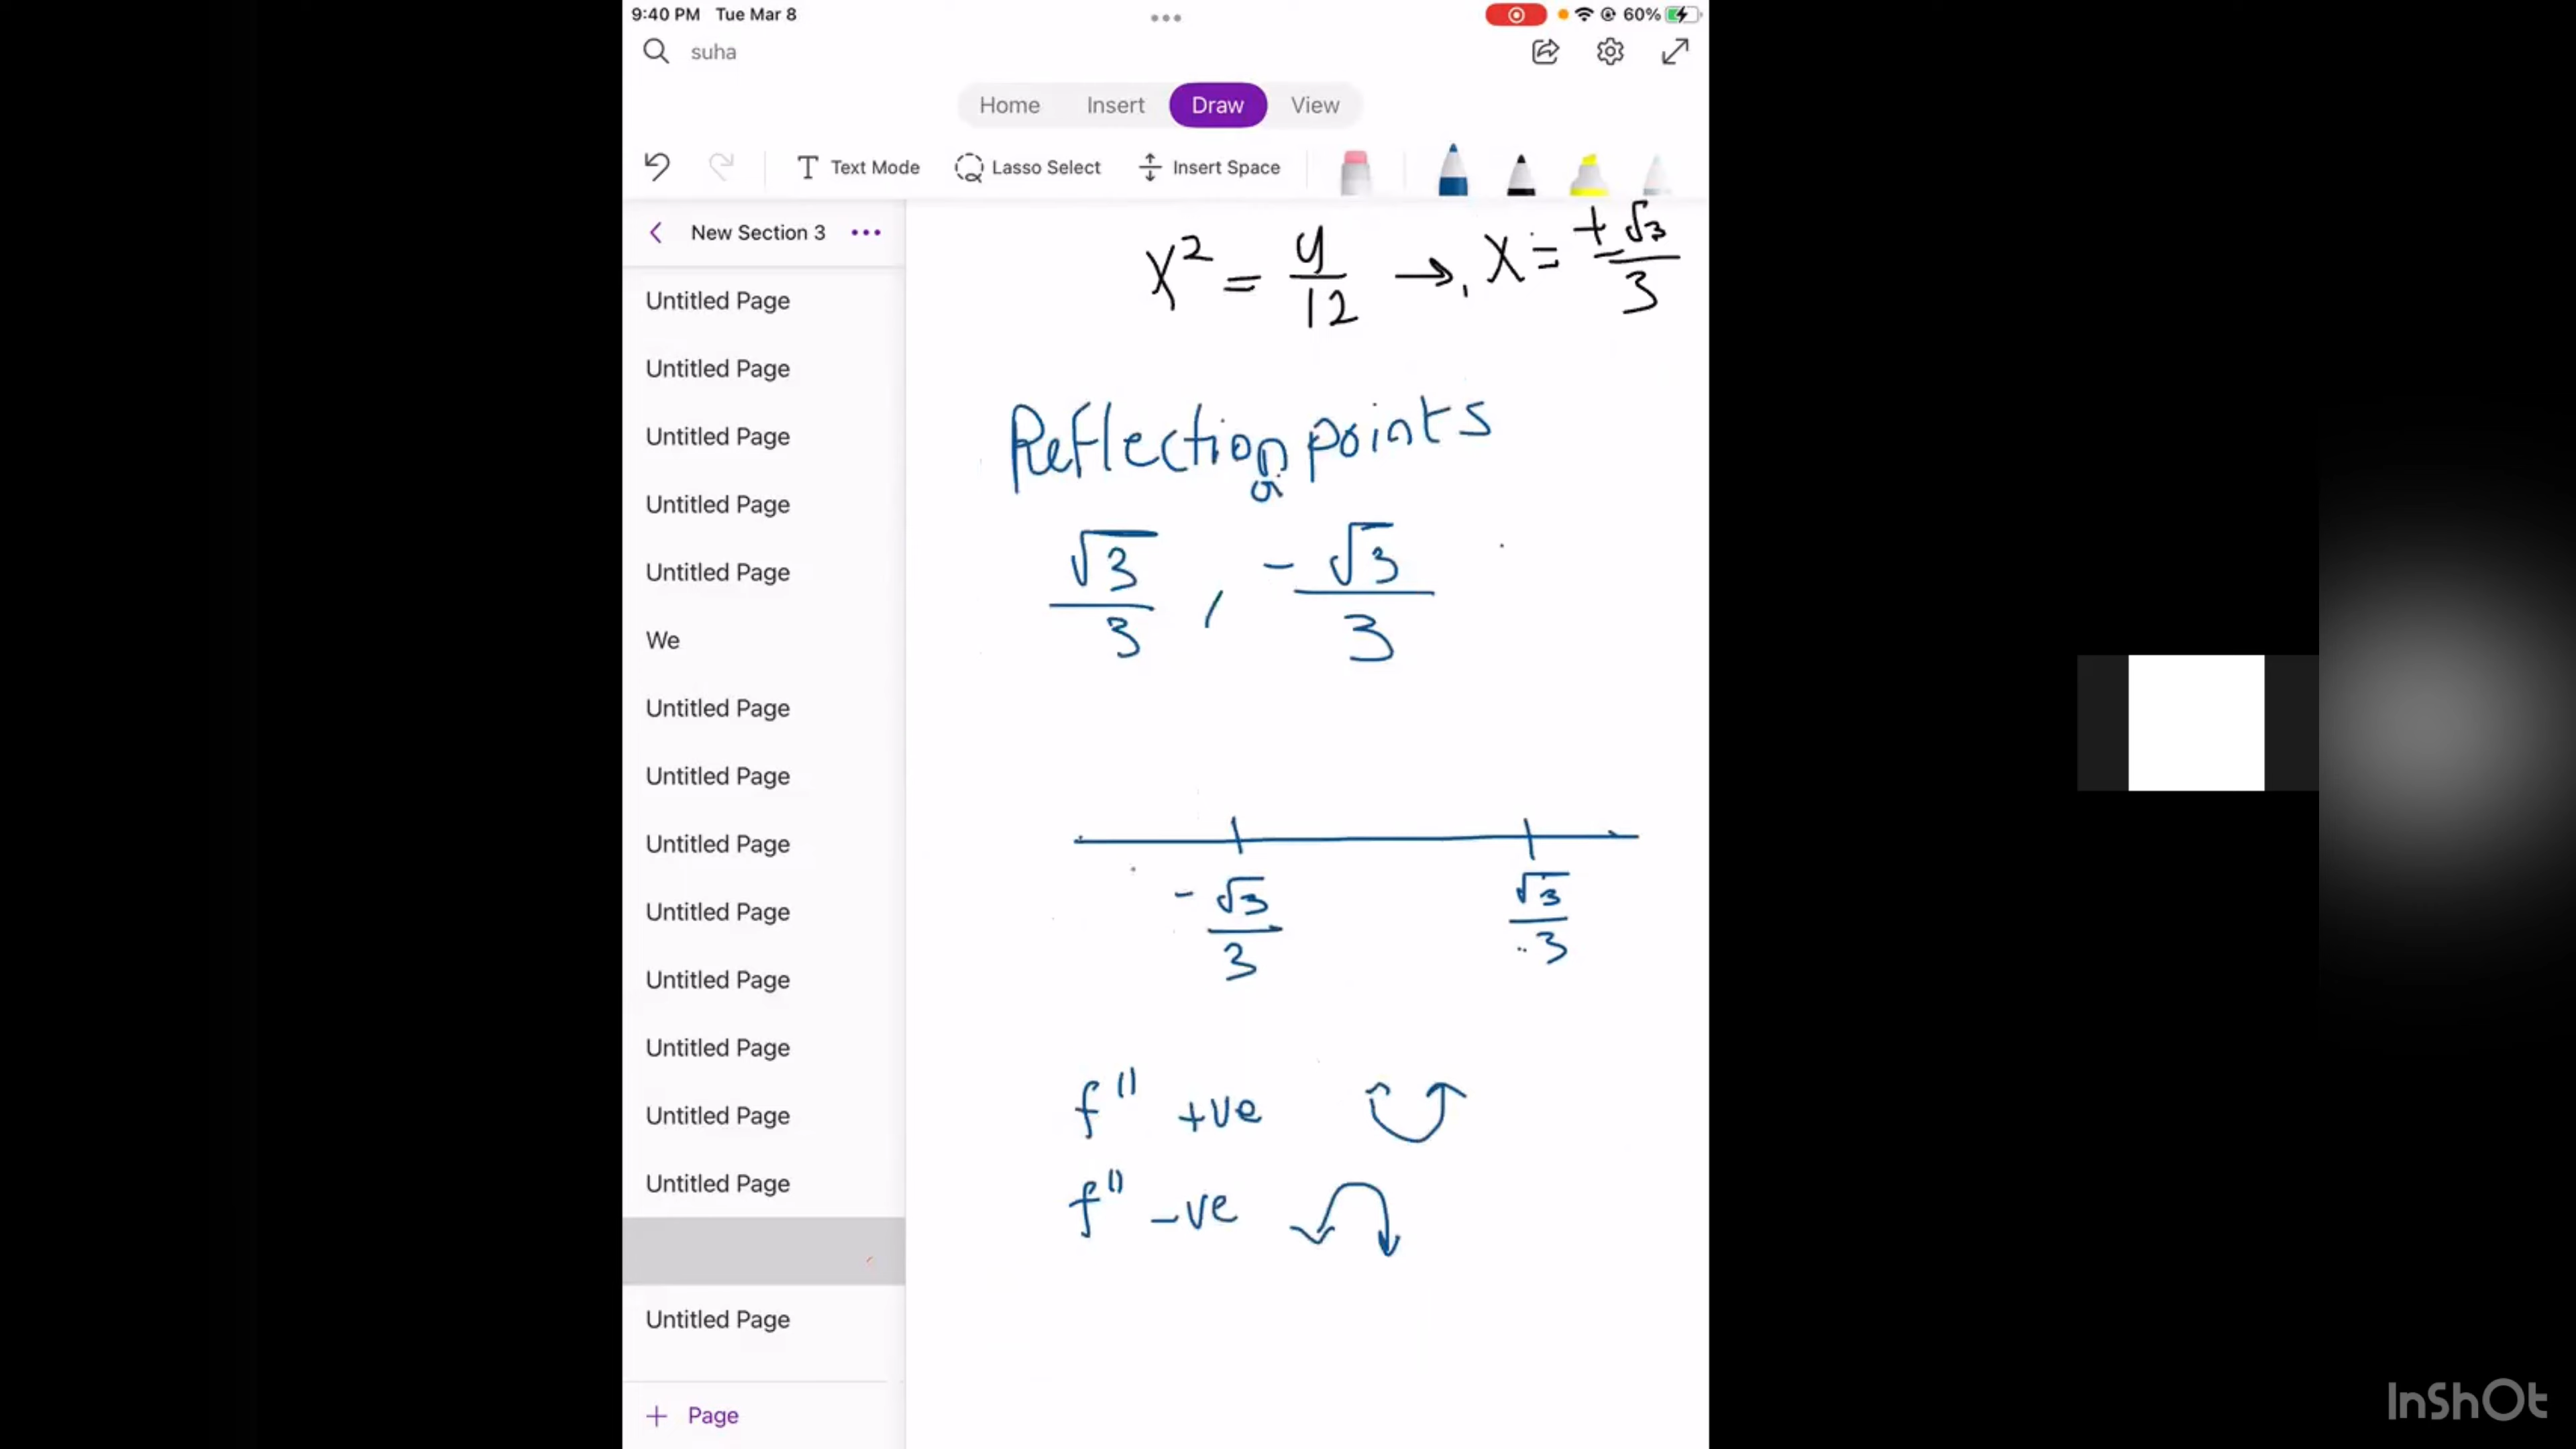 9:40 PM Tue Mar 8
60%
suha
Home Insert Draw View
Text Mode Lasso Select Insert Space
New Section 3
Untitled Page
Untitled Page
Untitled Page
Untitled Page
Untitled Page
We
Untitled Page
Untitled Page
Untitled Page
Untitled Page
Untitled Page
Untitled Page
Untitled Page
Untitled Page
Untitled Page
+ Page
x² = y/12 → x = ±√3/3
Reflection points
√3/3 , -√3/3
-√3/3 √3/3
f'' +ve
f'' -ve
InShOt